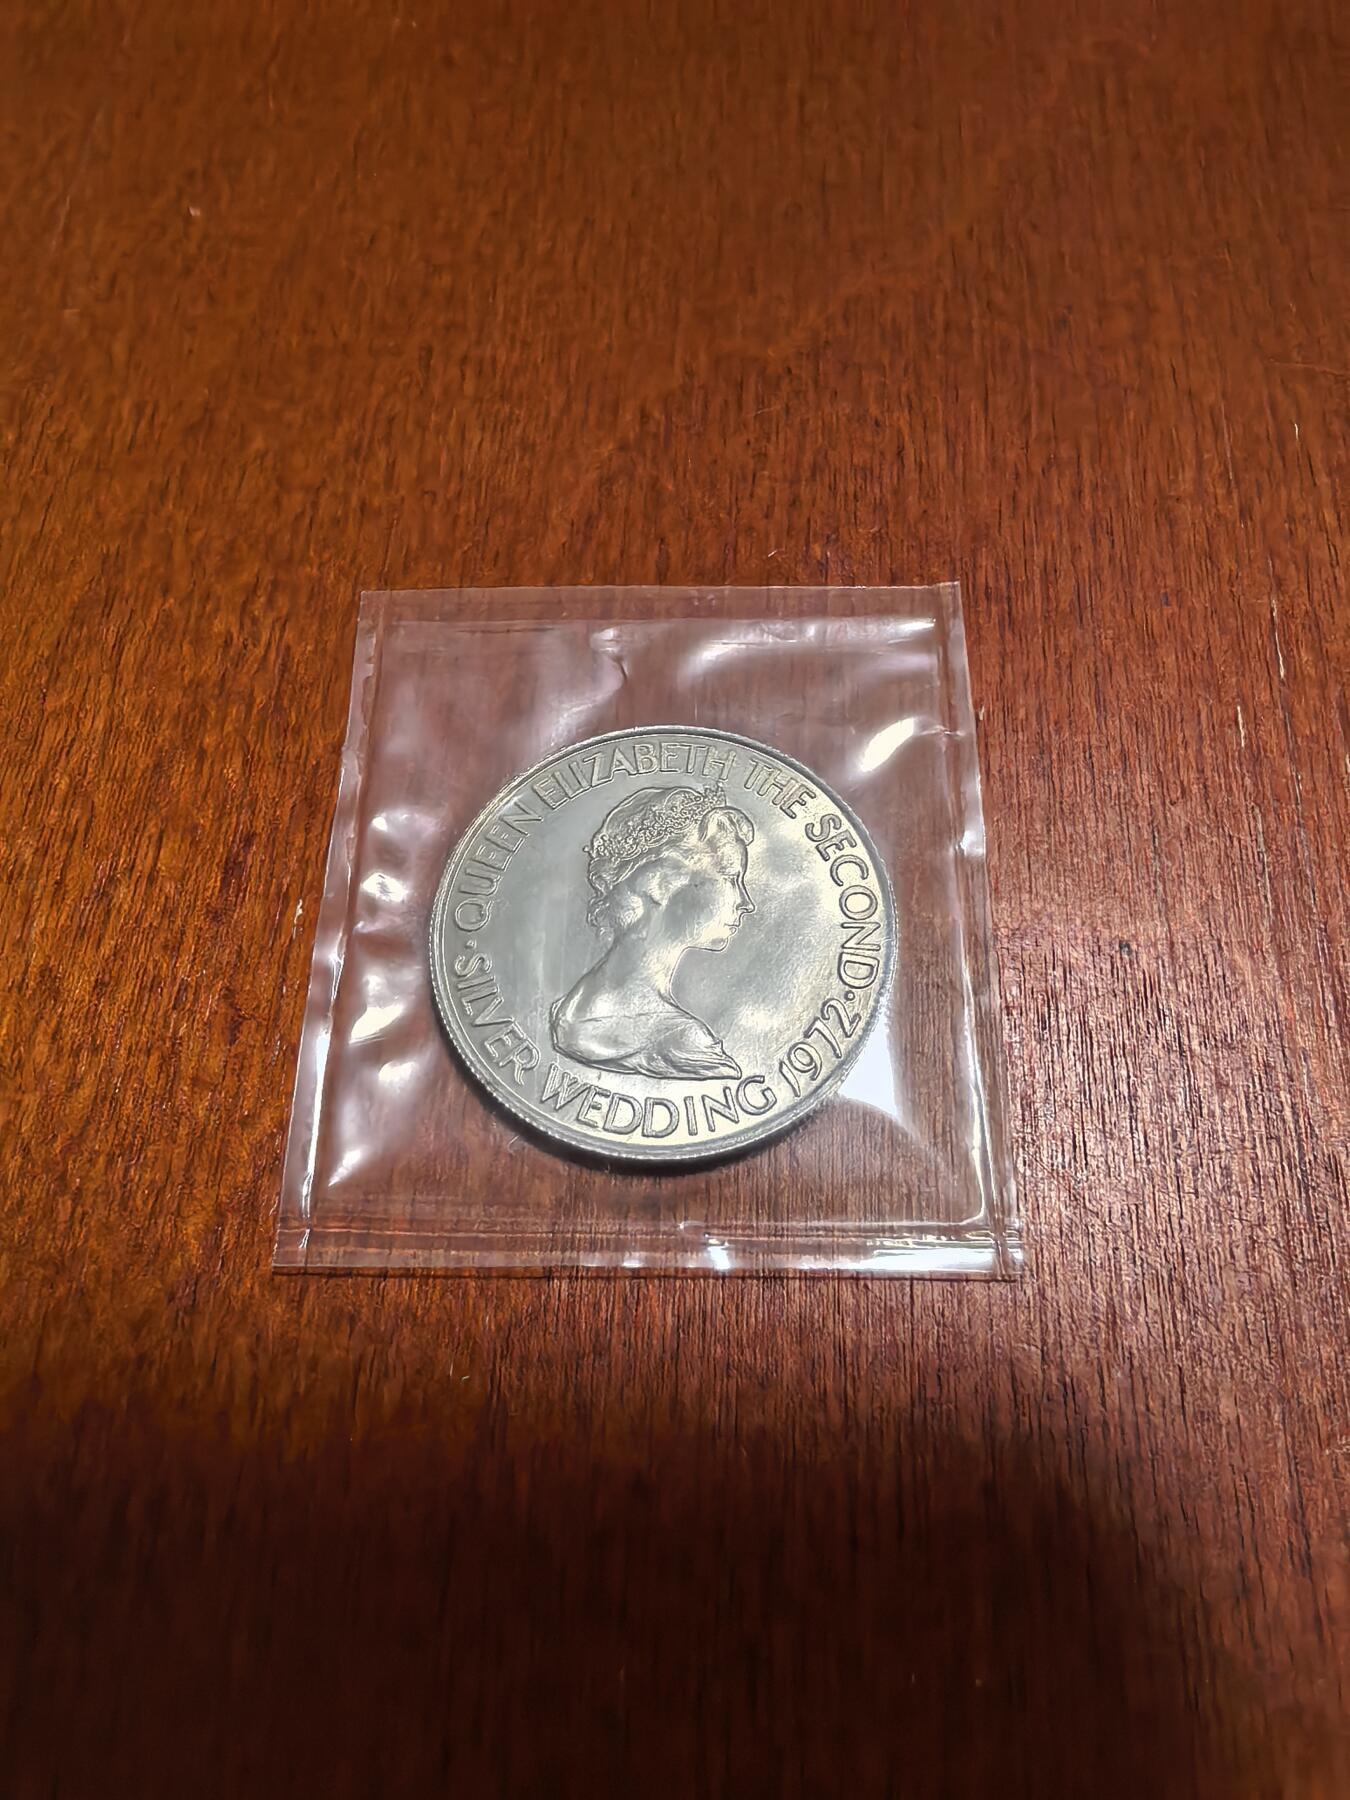 ·QUEEN ELIZABETH THE SECOND·
SILVER WEDDING 1972